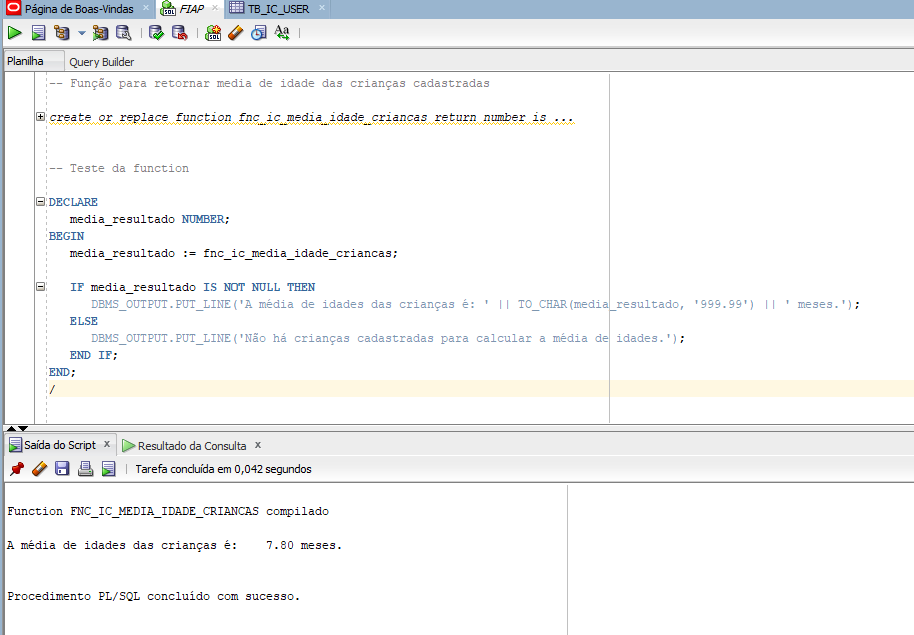 Página de Boas-Vindas x FIAP x TB_IC_USER x
Planilha Query Builder
-- Função para retornar media de idade das crianças cadastradas
create or replace function fnc_ic_media_idade_criancas return number is ...
-- Teste da function
DECLARE
media_resultado NUMBER;
BEGIN
media_resultado := fnc_ic_media_idade_criancas;
IF media_resultado IS NOT NULL THEN
DBMS_OUTPUT.PUT_LINE('A média de idades das crianças é: ' || TO_CHAR(media_resultado, '999.99') || ' meses.');
ELSE
DBMS_OUTPUT.PUT_LINE('Não há crianças cadastradas para calcular a média de idades.');
END IF;
END;
/
Saída do Script x Resultado da Consulta x
Tarefa concluída em 0,042 segundos
Function FNC_IC_MEDIA_IDADE_CRIANCAS compilado
A média de idades das crianças é:    7.80 meses.
Procedimento PL/SQL concluído com sucesso.